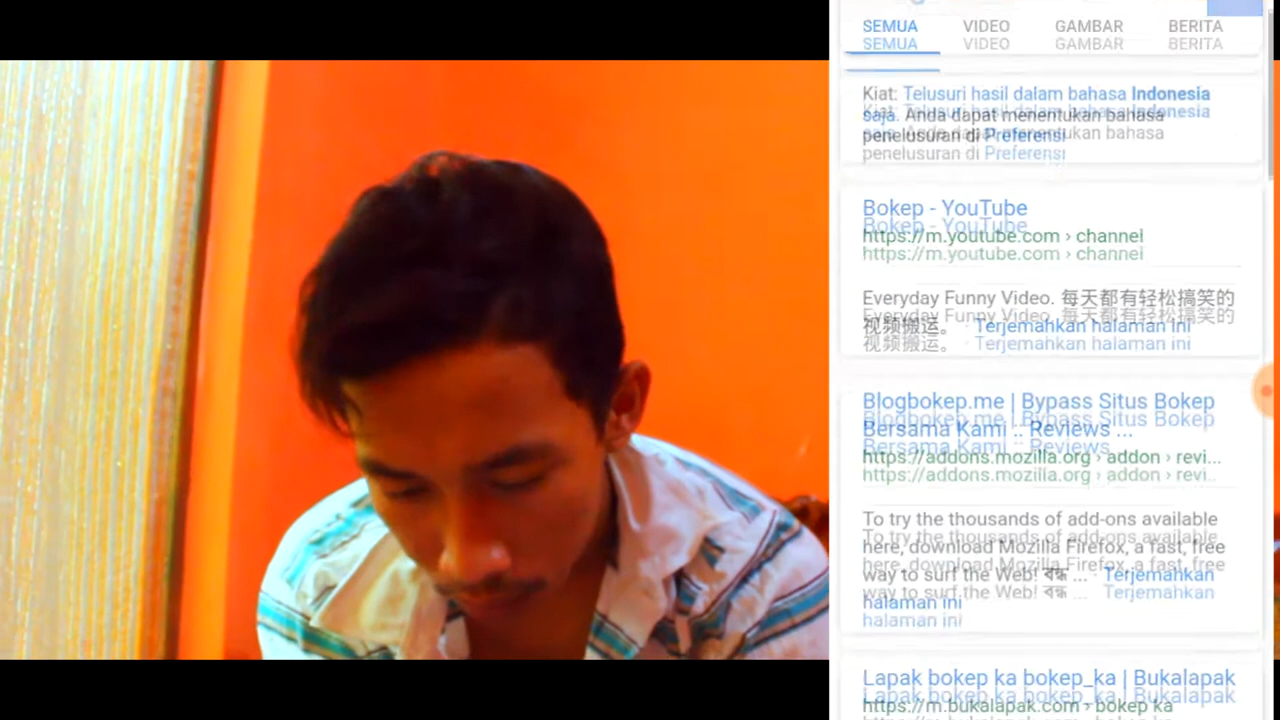 SEMUA VIDEO GAMBAR BERITA
Kiat: Telusuri hasil dalam bahasa Indonesia
saja. Anda dapat menentukan bahasa
penelusuran di Preferensi
Bokep - YouTube
https://m.youtube.com › channel
Everyday Funny Video. 每天都有轻松搞笑的
视频搬运。 · Terjemahkan halaman ini
Blogbokep.me | Bypass Situs Bokep
Bersama Kami :: Reviews ...
https://addons.mozilla.org › addon › revi...
To try the thousands of add-ons available
here, download Mozilla Firefox, a fast, free
way to surf the Web! বন্ধ ... · Terjemahkan
halaman ini
Lapak bokep ka bokep_ka | Bukalapak
https://m.bukalapak.com › bokep ka